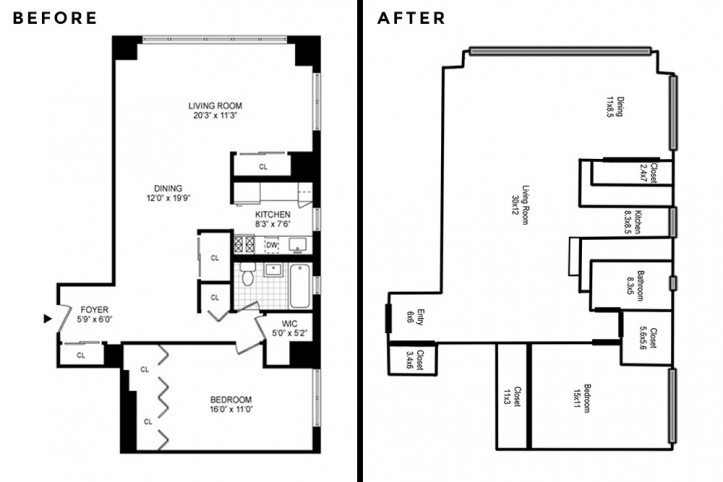 BEFORE
LIVING ROOM
20'3" x 11'3"
CL
DINING
12'0" x 19'9"
KITCHEN
8'3" x 7'6"
DW
CL
CL
FOYER
5'9" x 6'0"
CL
WIC
5'0" x 5'2"
CL
BEDROOM
16'0" x 11'0"
CL
AFTER
Dining
11x8.5
Closet
2.4x7
Living Room
30x12
Kitchen
8.3x8.5
Bathroom
8.3x5
Entry
6x6
Closet
5.6x5.6
Closet
3.4x6
Closet
11x3
Bedroom
15x11